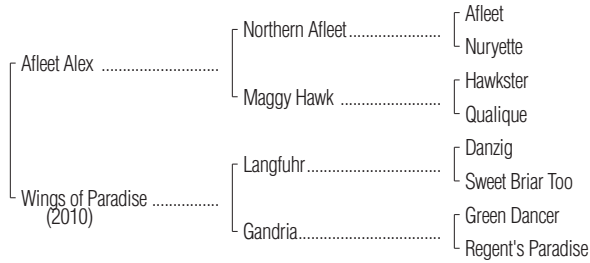 Afleet
Northern Afleet
Nuryette
Afleet Alex
Hawkster
Maggy Hawk
Qualique
Danzig
Langfuhr
Sweet Briar Too
Wings of Paradise
(2010)
Green Dancer
Gandria
Regent's Paradise